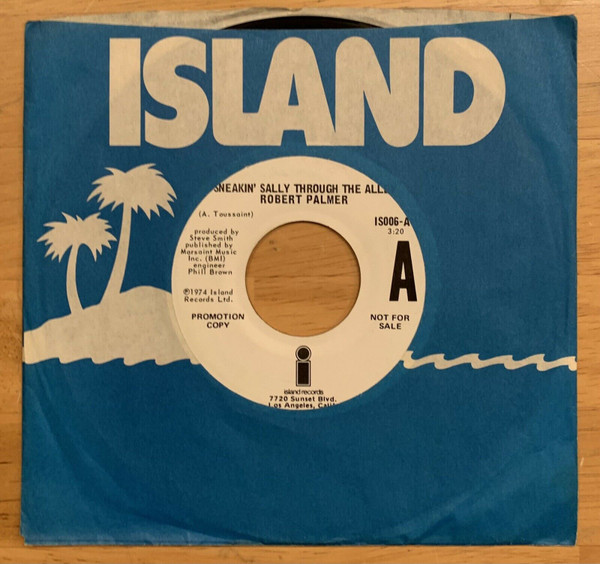 ISLAND
SNEAKIN' SALLY THROUGH THE ALL
ROBERT PALMER
(A. Toussaint)
IS006-A
3:20
produced by
Steve Smith
published by
Marsaint Music
Inc. (BMI)
engineer
Phill Brown
A
℗1974 Island
Records Ltd.
PROMOTION
COPY
NOT FOR
SALE
i
island records
7720 Sunset Blvd.
Los Angeles, Calif